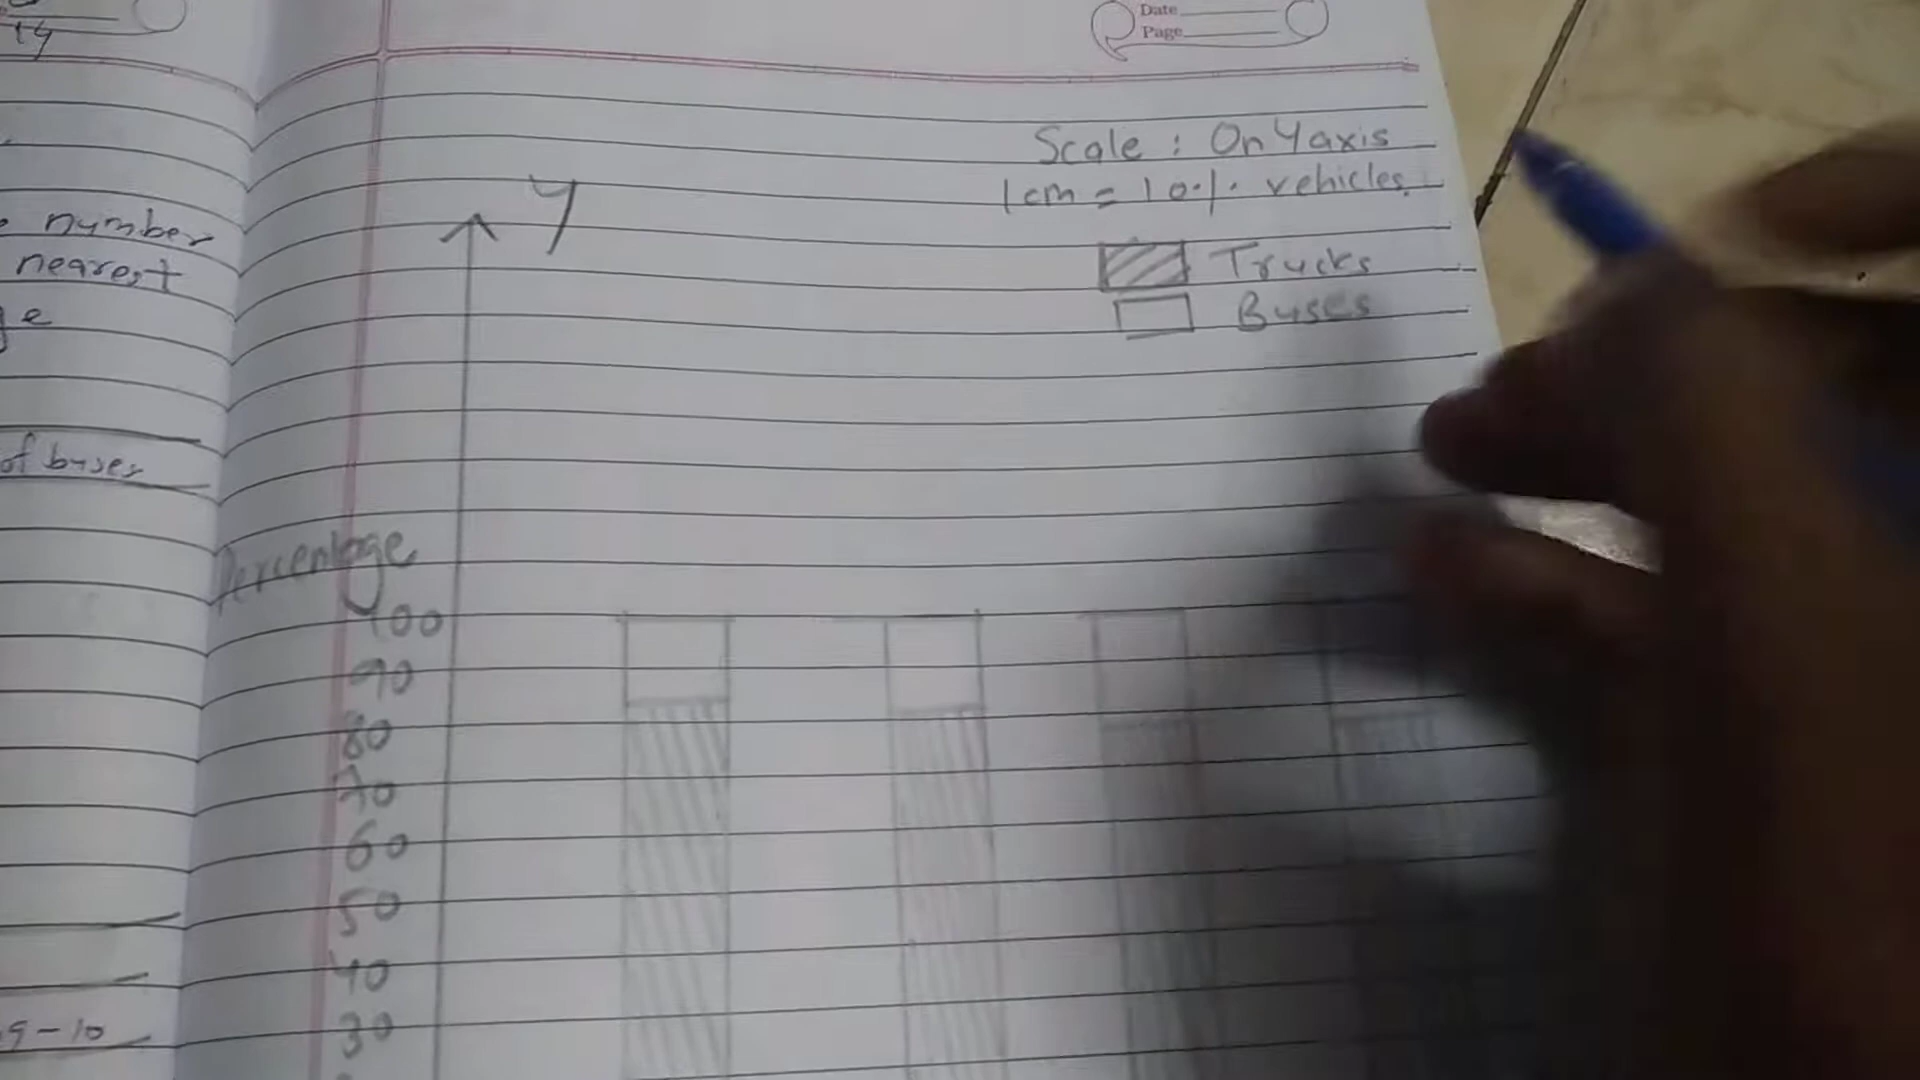 number
nearest
of buses
9-10
Date
Page
Scale : On Y axis
1cm = 10% vehicles.
Trucks
Buses
Y
Percentage
100
90
80
70
60
50
40
30